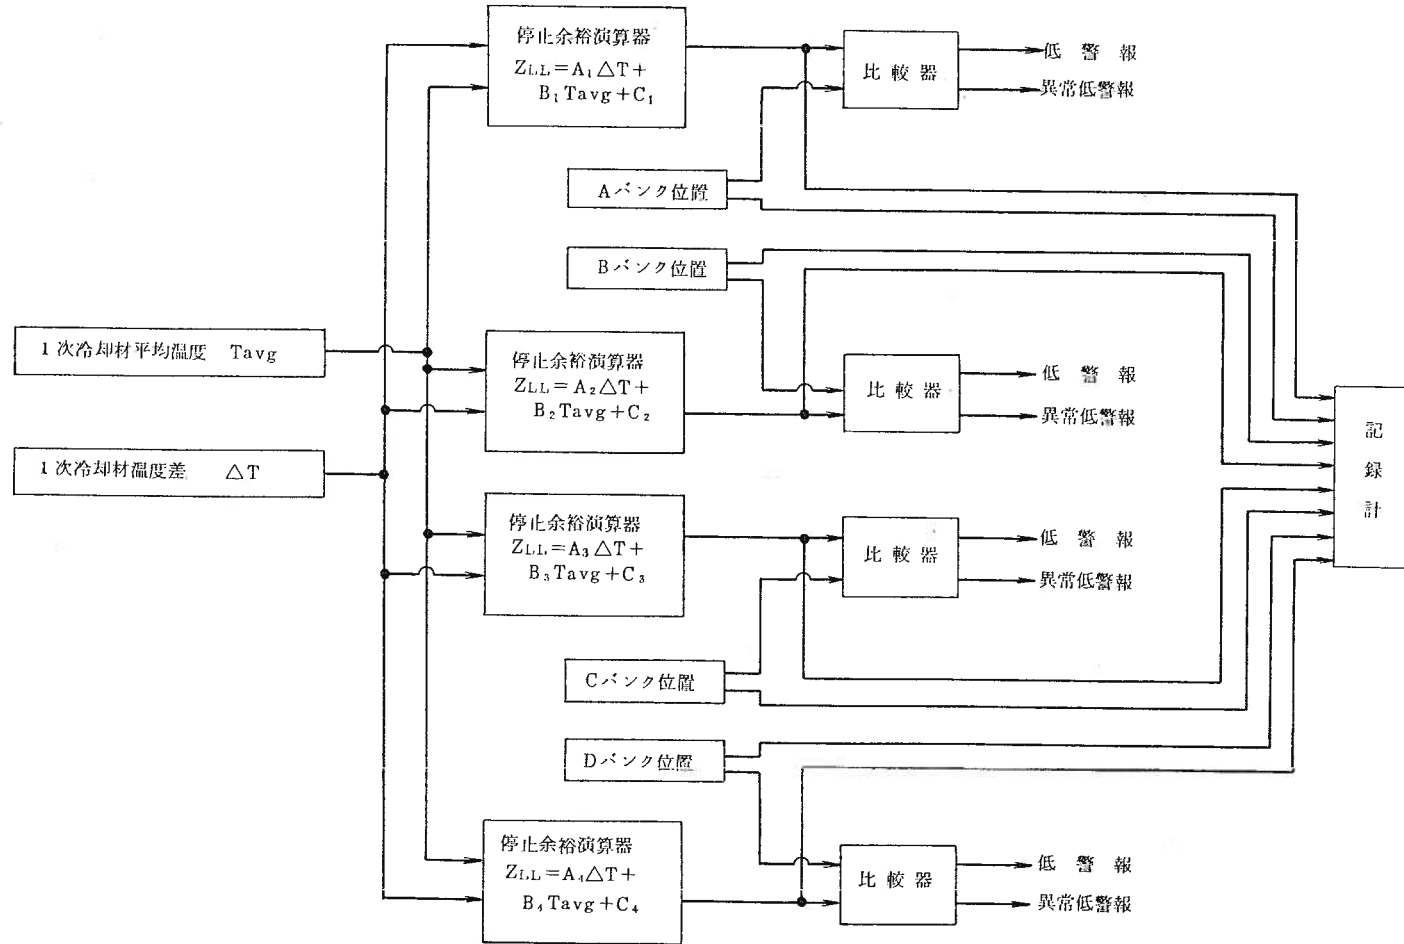 停止余裕演算器
ZLL=A1△T+
B1Tavg+C1
比較器
低警報
異常低警報
Aバンク位置
Bバンク位置
1次冷却材平均温度 Tavg
停止余裕演算器
ZLL=A2△T+
B2Tavg+C2
比較器
低警報
異常低警報
1次冷却材温度差 △T
記
録
計
停止余裕演算器
ZLL=A3△T+
B3Tavg+C3
比較器
低警報
異常低警報
Cバンク位置
Dバンク位置
停止余裕演算器
ZLL=A4△T+
B4Tavg+C4
比較器
低警報
異常低警報